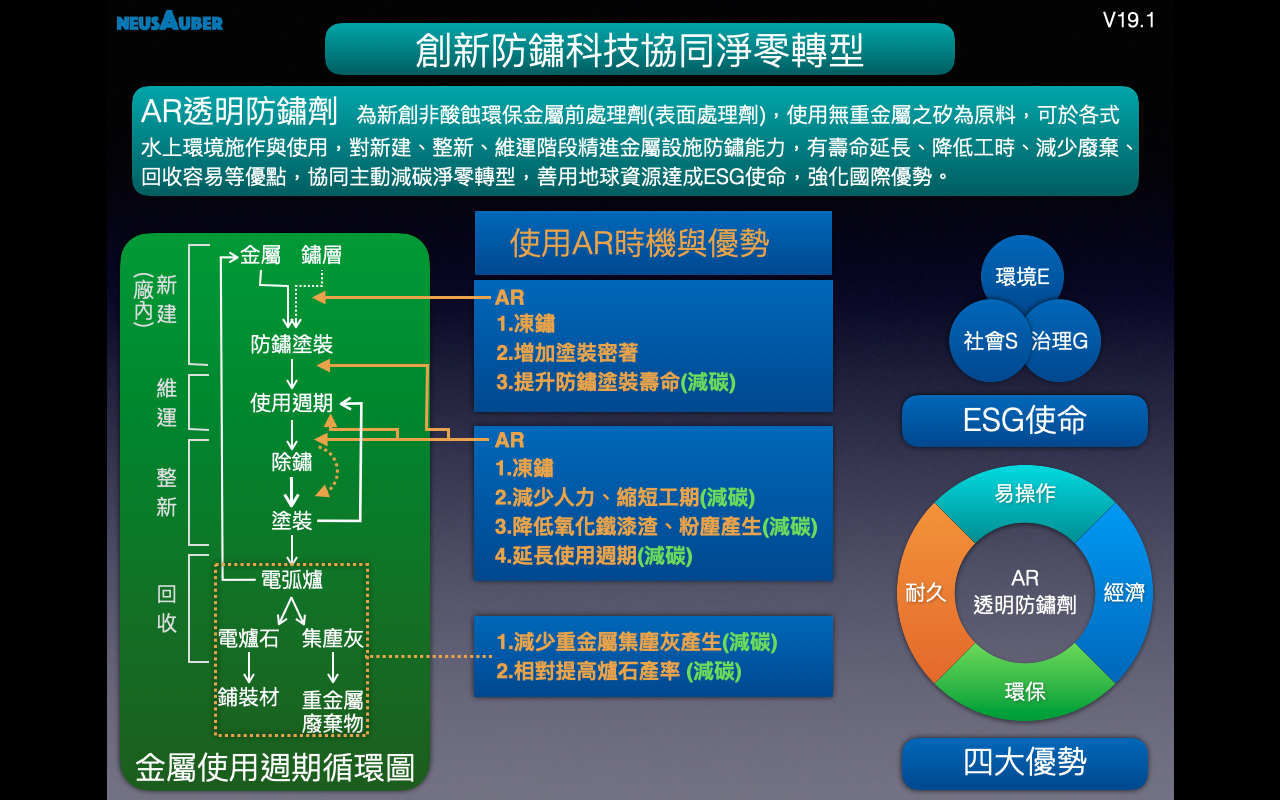 NEUSAUBER
V19.1
創新防鏽科技協同淨零轉型
AR透明防鏽劑 為新創非酸蝕環保金屬前處理劑(表面處理劑)，使用無重金屬之矽為原料，可於各式
水上環境施作與使用，對新建、整新、維運階段精進金屬設施防鏽能力，有壽命延長、降低工時、減少廢棄、
回收容易等優點，協同主動減碳淨零轉型，善用地球資源達成ESG使命，強化國際優勢。
新建
(廠內)
維運
整新
回收
金屬 鏽層
防鏽塗裝
使用週期
除鏽
塗裝
電弧爐
電爐石 集塵灰
鋪裝材 重金屬
廢棄物
金屬使用週期循環圖
使用AR時機與優勢
AR
1.凍鏽
2.增加塗裝密著
3.提升防鏽塗裝壽命(減碳)
AR
1.凍鏽
2.減少人力、縮短工期(減碳)
3.降低氧化鐵漆渣、粉塵產生(減碳)
4.延長使用週期(減碳)
1.減少重金屬集塵灰產生(減碳)
2.相對提高爐石產率 (減碳)
環境E
社會S 治理G
ESG使命
易操作
耐久
AR
透明防鏽劑
經濟
環保
四大優勢